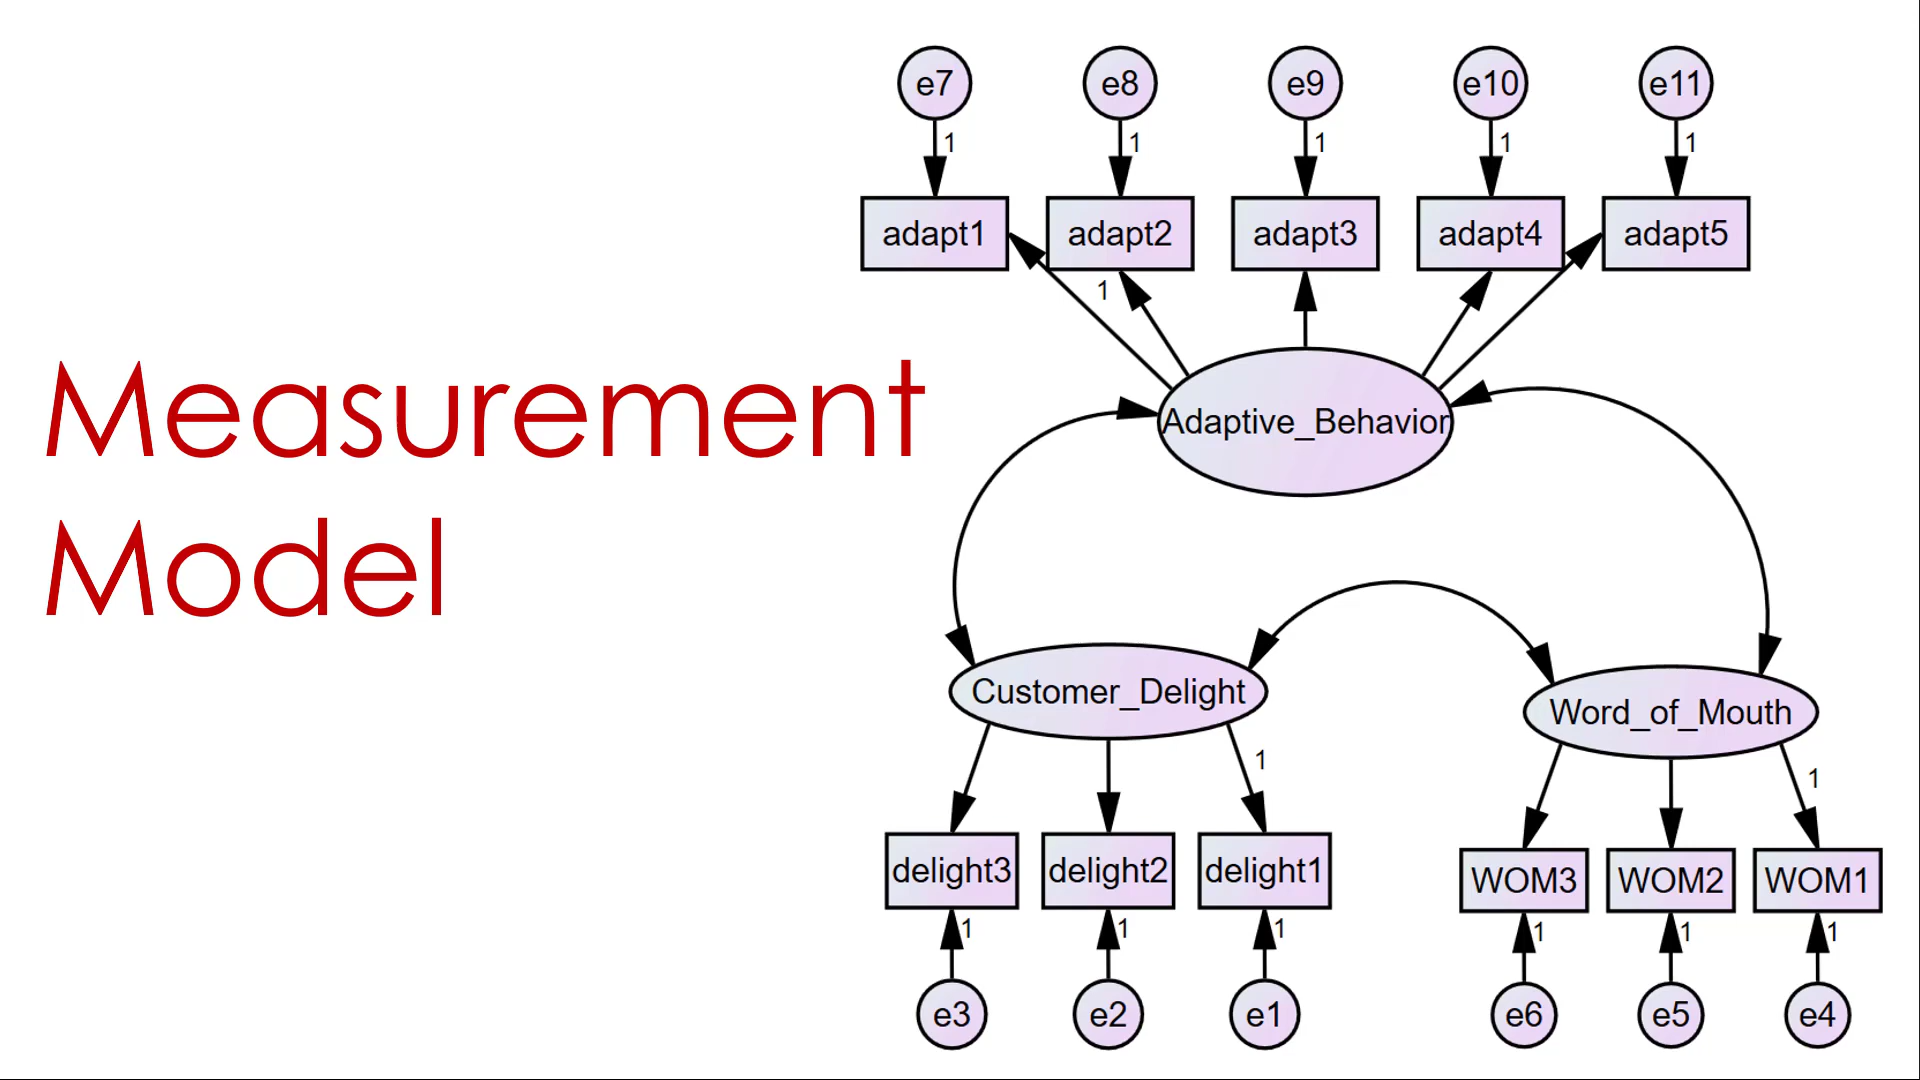 e7 e8 e9 e10 e11
1 1 1 1 1
adapt1 adapt2 adapt3 adapt4 adapt5
1
Measurement
Model
Adaptive_Behavior
Customer_Delight
Word_of_Mouth
1
1
delight3 delight2 delight1
WOM3 WOM2 WOM1
1 1 1
1 1 1
e3 e2 e1
e6 e5 e4